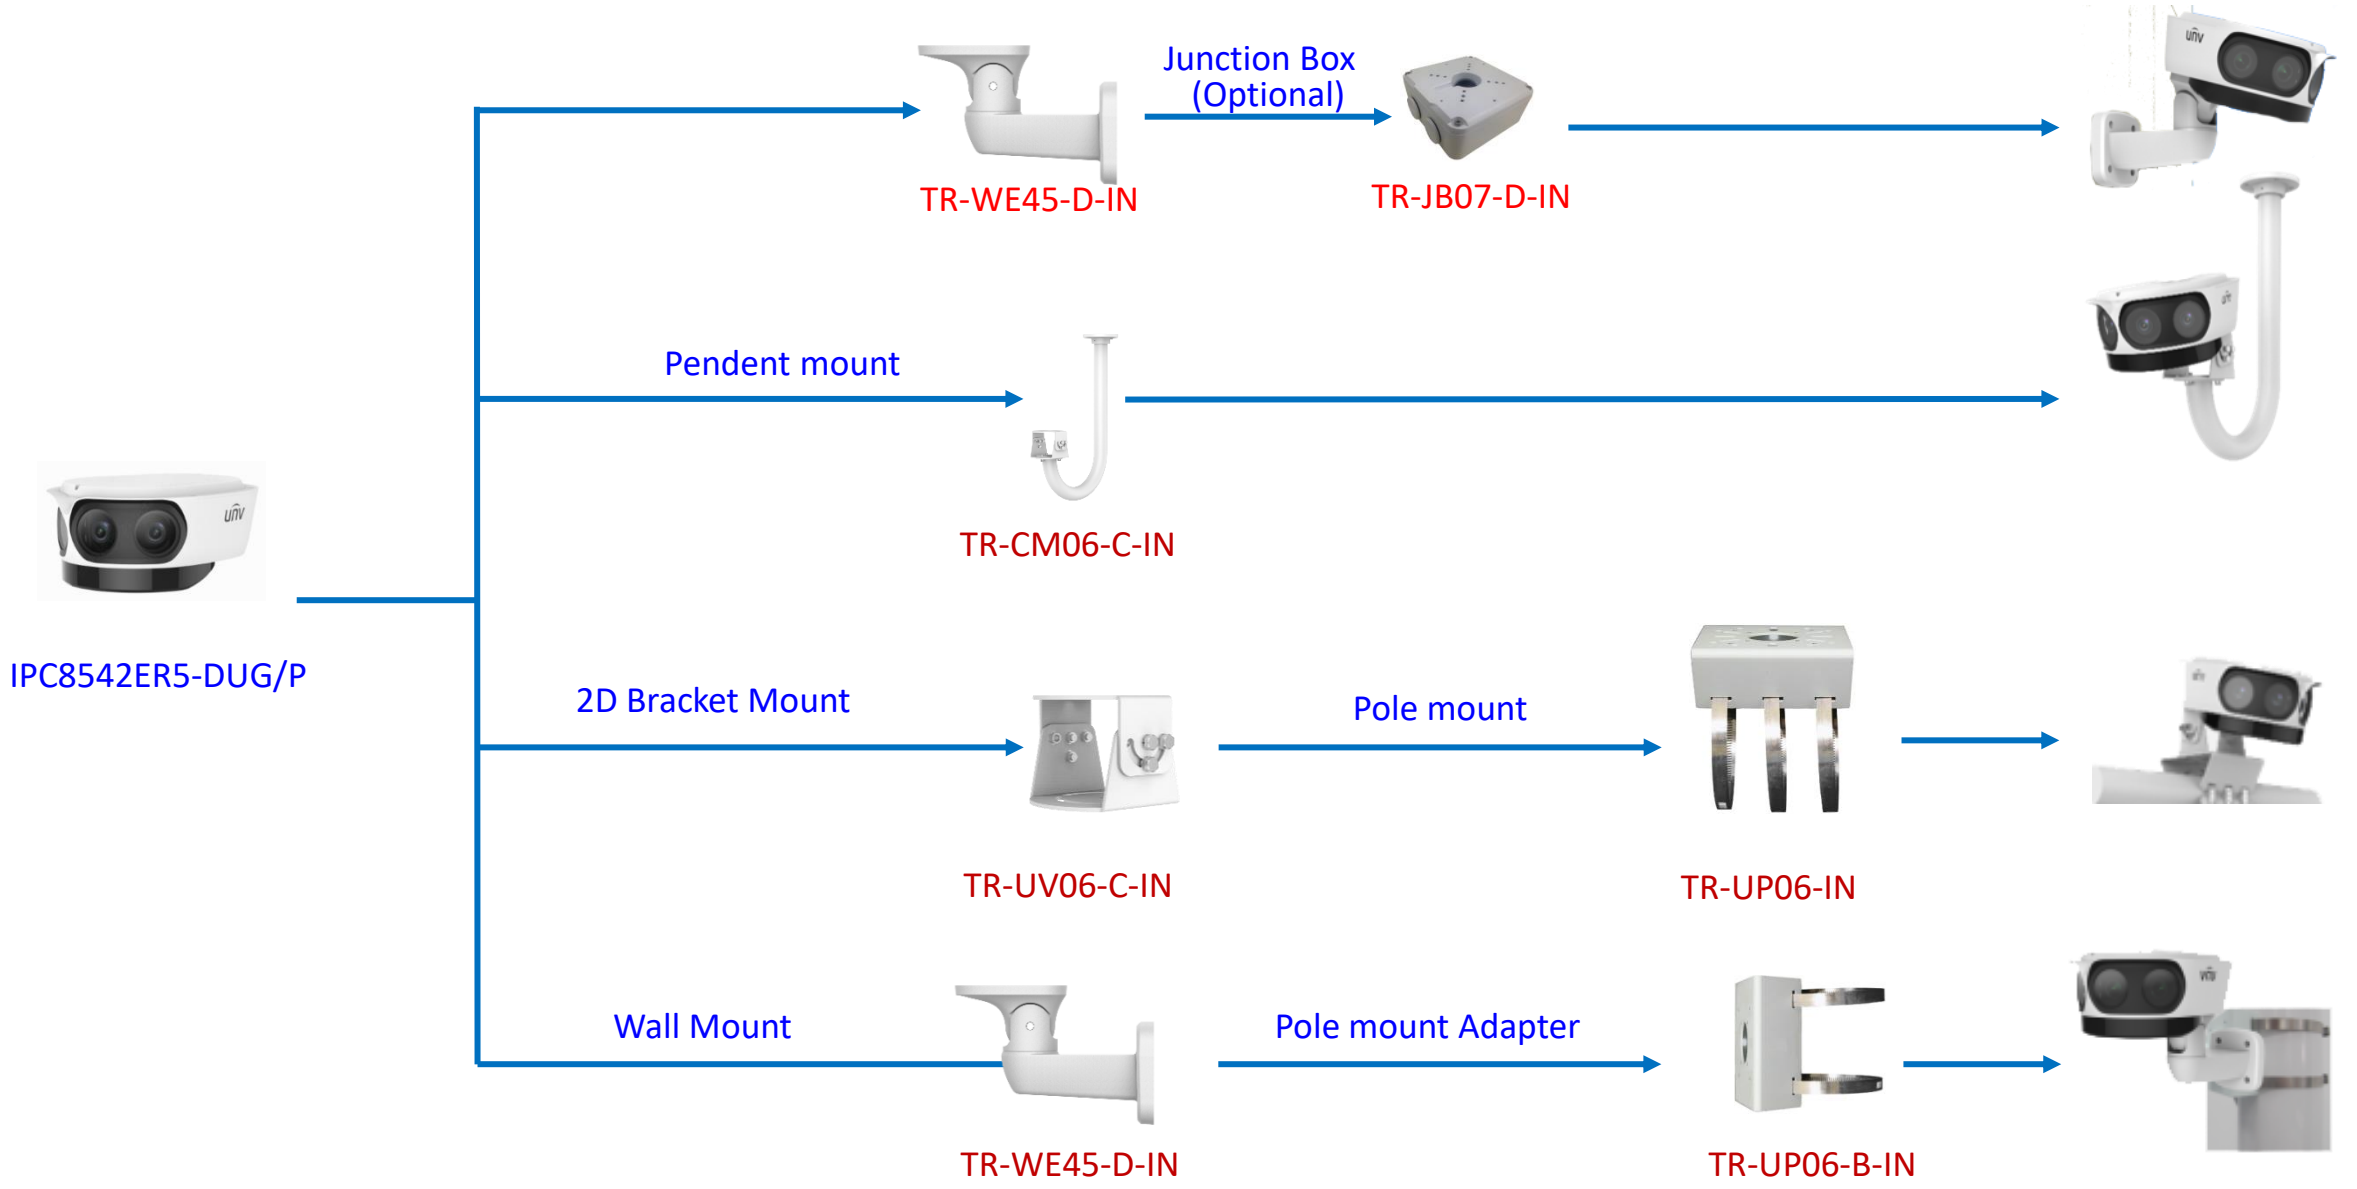 unv
Junction Box
(Optional)
TR-WE45-D-IN
TR-JB07-D-IN
Pendent mount
TR-CM06-C-IN
unv
IPC8542ER5-DUG/P
2D Bracket Mount
Pole mount
TR-UV06-C-IN
TR-UP06-IN
Wall Mount
Pole mount Adapter
TR-WE45-D-IN
TR-UP06-B-IN